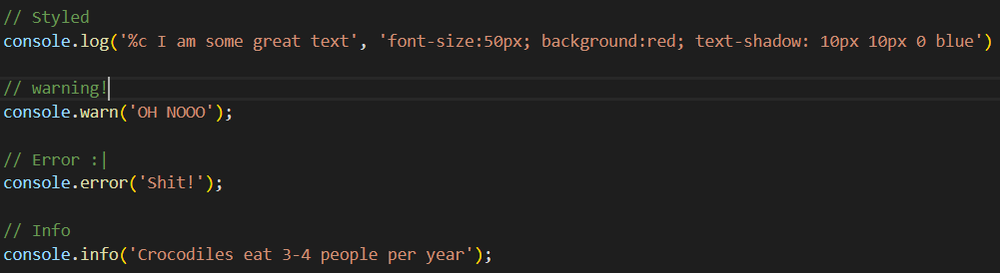 // Styled
console.log('%c I am some great text', 'font-size:50px; background:red; text-shadow: 10px 10px 0 blue')
// warning!
console.warn('OH NOOO');
// Error :|
console.error('Shit!');
// Info
console.info('Crocodiles eat 3-4 people per year');